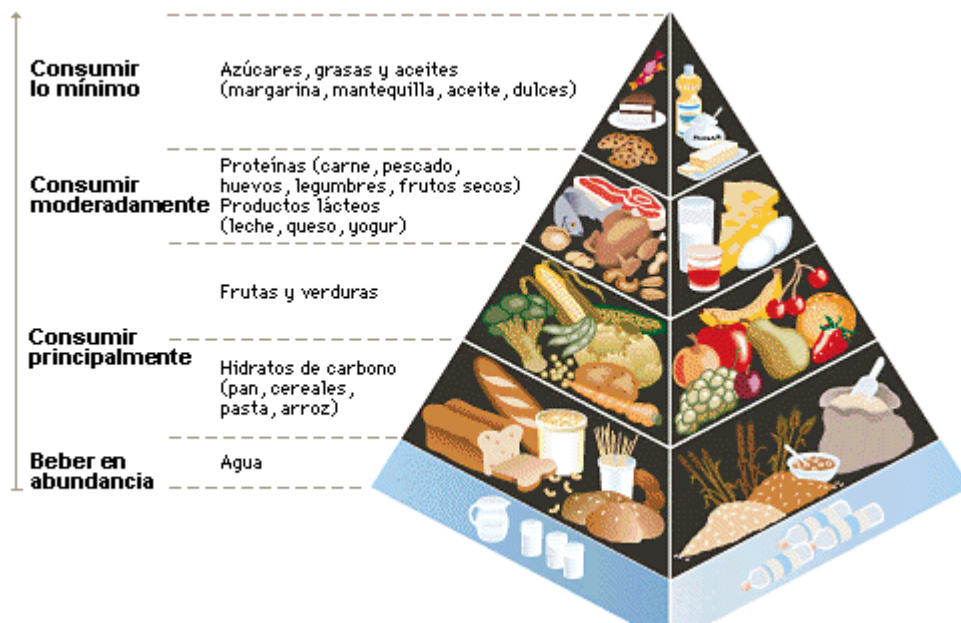 Consumir
lo mínimo
Azúcares, grasas y aceites
(margarina, mantequilla, aceite, dulces)
Consumir
moderadamente
Proteínas (carne, pescado,
huevos, legumbres, frutos secos)
Productos lácteos
(leche, queso, yogur)
Consumir
principalmente
Frutas y verduras
Hidratos de carbono
(pan, cereales,
pasta, arroz)
Beber en
abundancia
Agua